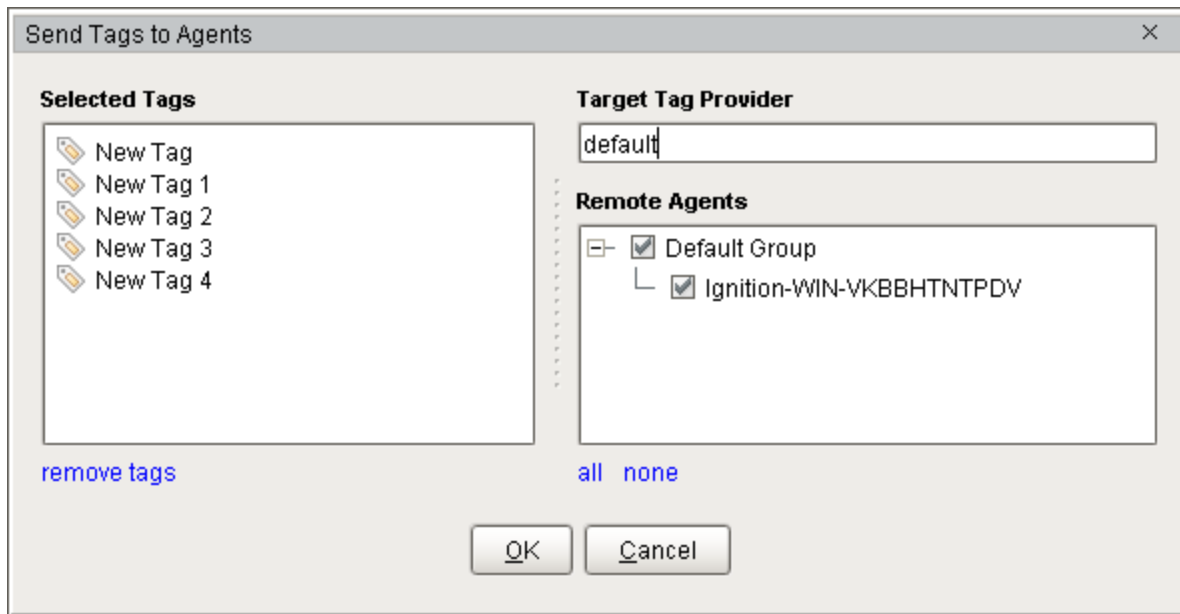 Send Tags to Agents
Selected Tags
New Tag
New Tag 1
New Tag 2
New Tag 3
New Tag 4
remove tags
Target Tag Provider
default
Remote Agents
Default Group
Ignition-WIN-VKBBHTNTPDV
all none
OK Cancel